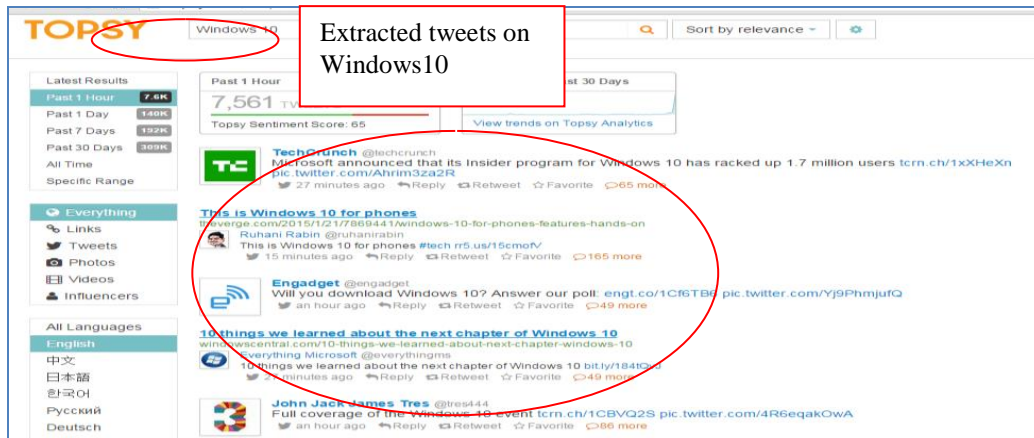 TOPSY
Windows 10
Sort by relevance
Extracted tweets on
Windows10
Latest Results
Past 1 Hour 7.6K
Past 1 Day 140K
Past 7 Days 192K
Past 30 Days 309K
All Time
Specific Range
Everything
Links
Tweets
Photos
Videos
Influencers
All Languages
English
中文
日本語
한국어
Русский
Deutsch
Past 1 Hour
7,561
Topsy Sentiment Score: 65
st 30 Days
View trends on Topsy Analytics
TechCrunch @techcrunch
Microsoft announced that its Insider program for Windows 10 has racked up 1.7 million users tcrn.ch/1xXHeXn
pic.twitter.com/Ahrim3za2R
27 minutes ago Reply Retweet Favorite 65 more
This is Windows 10 for phones
theverge.com/2015/1/21/7869441/windows-10-for-phones-features-hands-on
Ruhani Rabin @ruhanirabin
This is Windows 10 for phones #tech rr5.us/15cmofV
15 minutes ago Reply Retweet Favorite 165 more
Engadget @engadget
Will you download Windows 10? Answer our poll: engt.co/1Cf6TB6 pic.twitter.com/Yj9PhmjufQ
an hour ago Reply Retweet Favorite 49 more
10 things we learned about the next chapter of Windows 10
windowscentral.com/10-things-we-learned-about-next-chapter-windows-10
Everything Microsoft @everythingms
10 things we learned about the next chapter of Windows 10
27 minutes ago Reply Retweet Favorite 49 more
John Jack James Tres @tres444
Full coverage of the Windows 10 event tcrn.ch/1CBVQ2S pic.twitter.com/4R6eqakOwA
an hour ago Reply Retweet Favorite 86 more